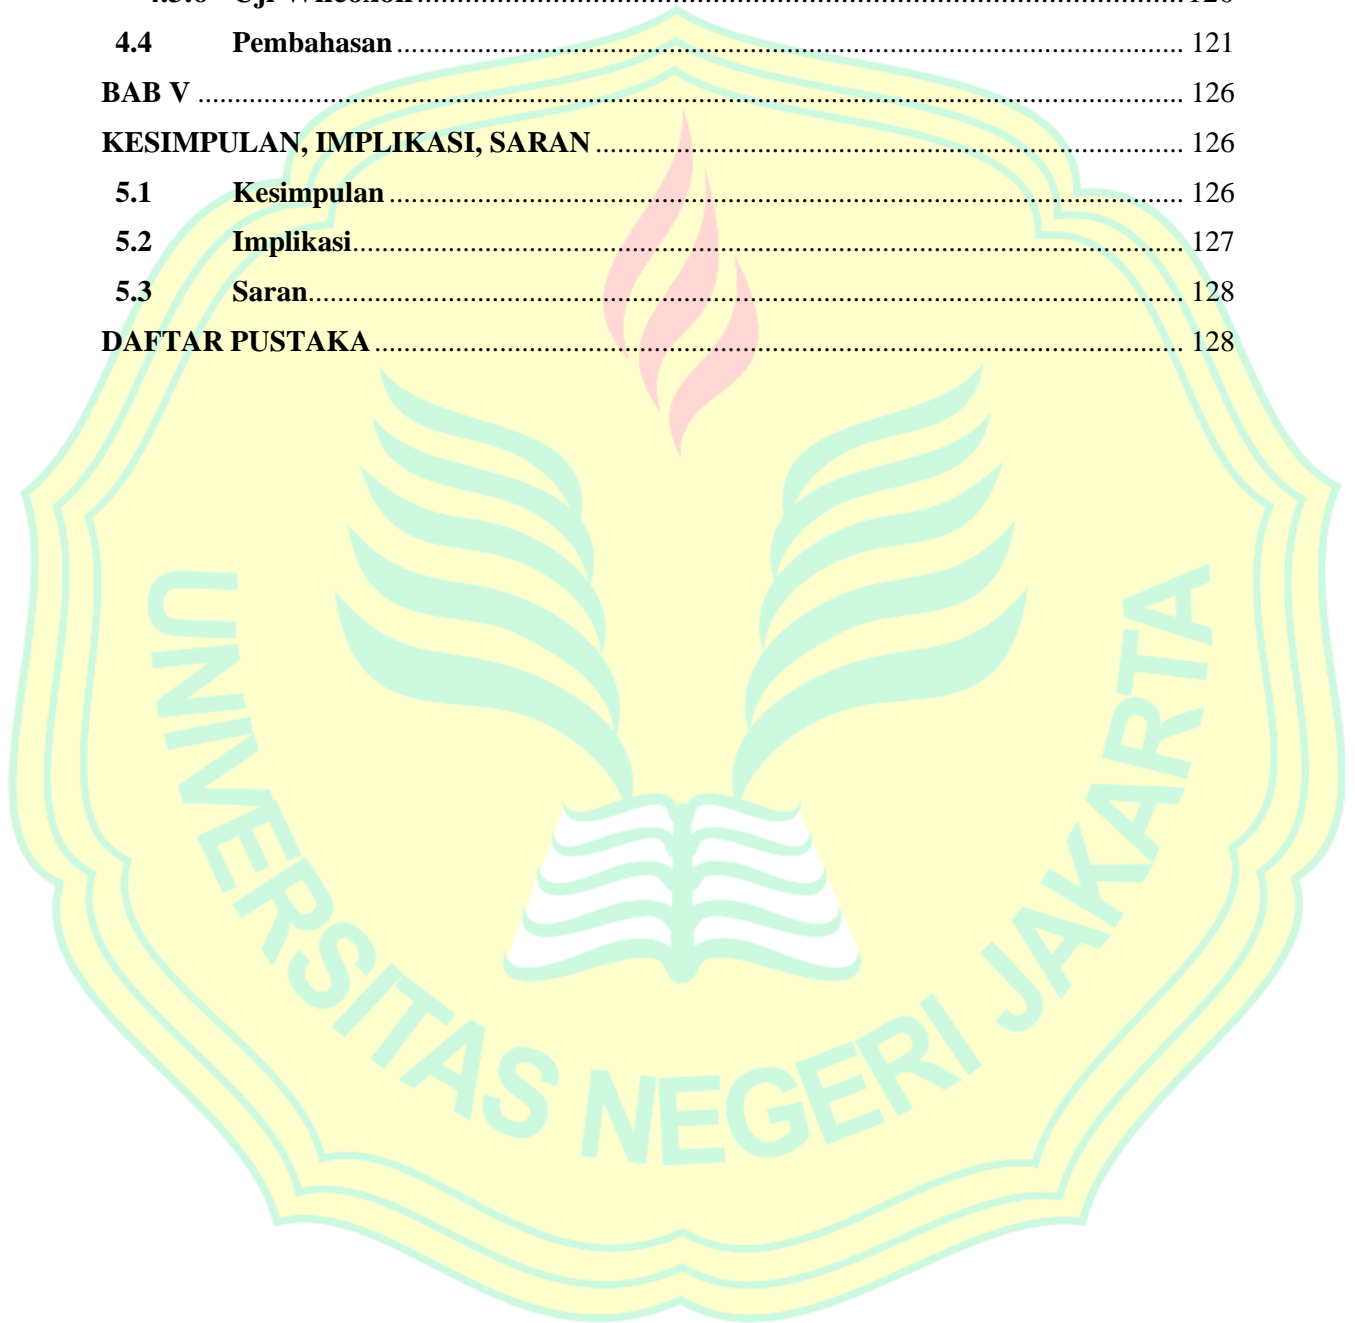 4.4 Pembahasan ........ 121
BAB V ........ 126
KESIMPULAN, IMPLIKASI, SARAN ........ 126
5.1 Kesimpulan ........ 126
5.2 Implikasi ........ 127
5.3 Saran ........ 128
DAFTAR PUSTAKA ........ 128
UNIVERSITAS NEGERI JAKARTA